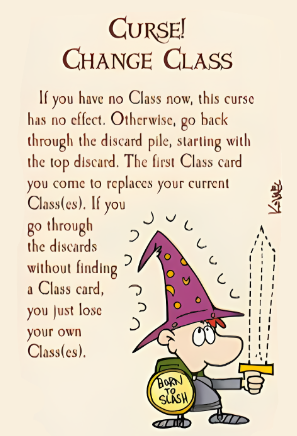 CURSE!
CHANGE CLASS
If you have no Class now, this curse
has no effect. Otherwise, go back
through the discard pile, starting with
the top discard. The first Class card
you come to replaces your current
Class(es). If you
go through
the discards
without finding
a Class card,
you just lose
your own
Class(es).
KOVALIC
BORN
TO
SLASH